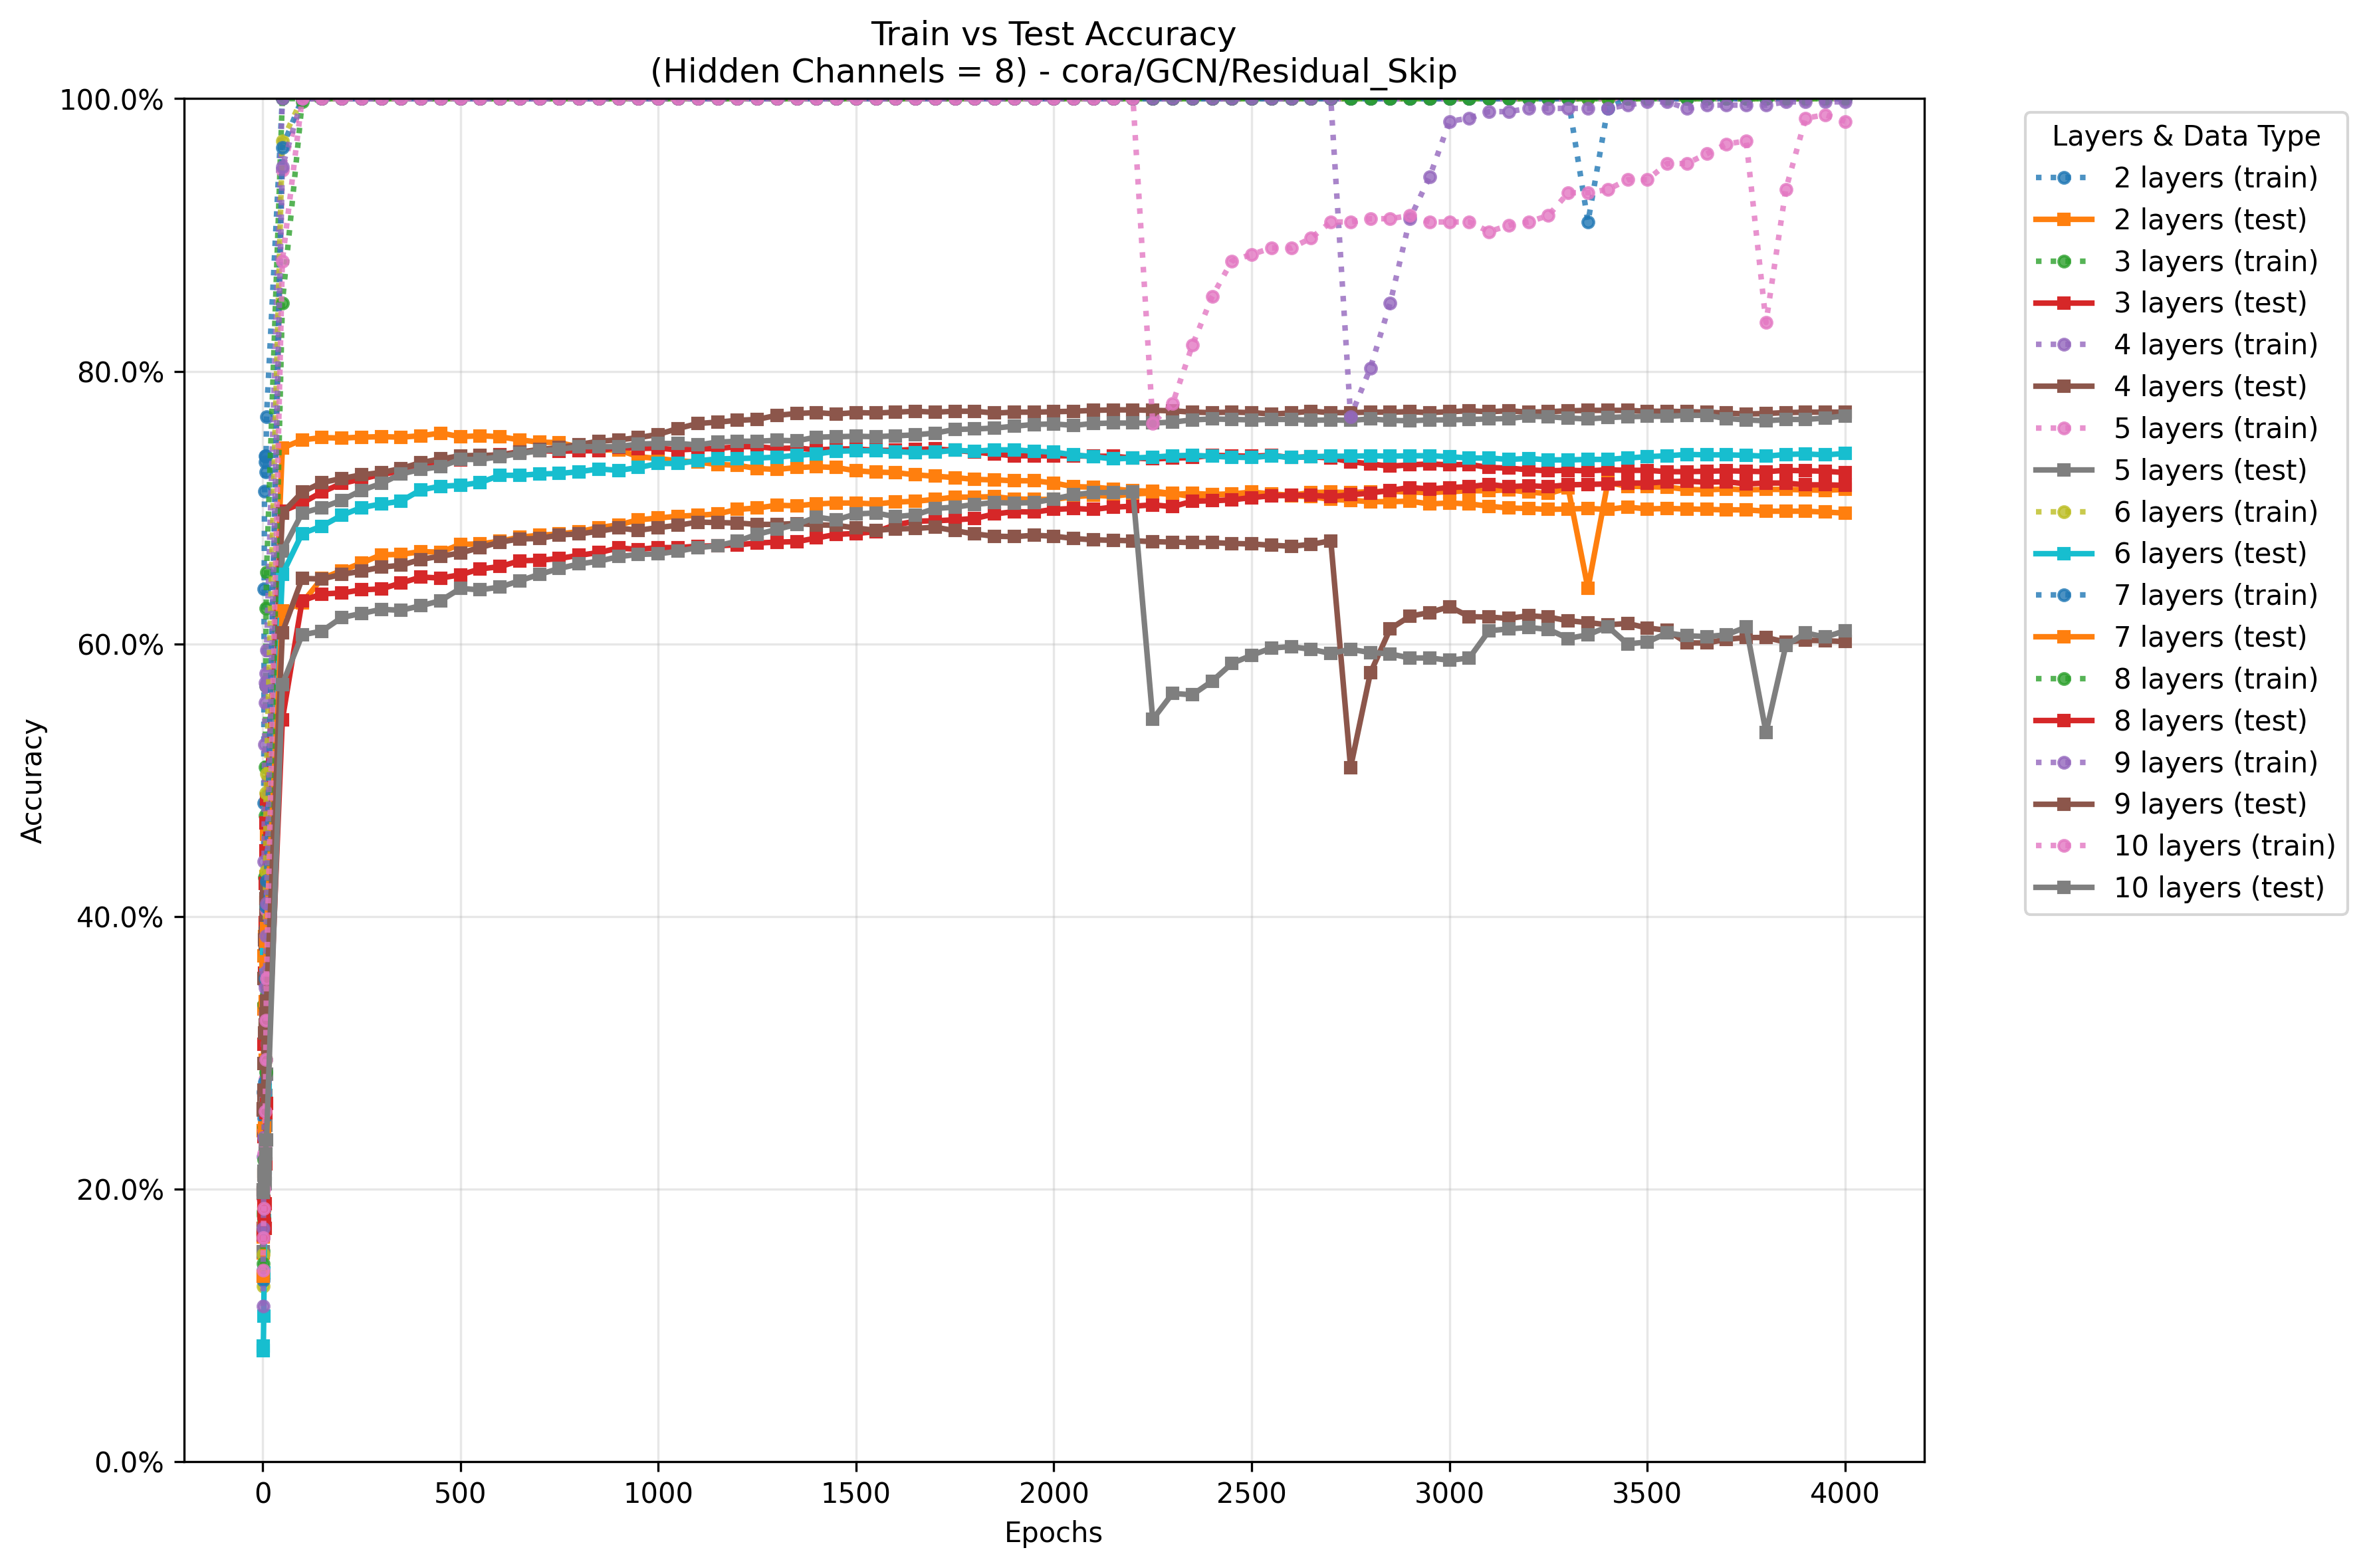 Train vs Test Accuracy
(Hidden Channels = 8) - cora/GCN/Residual_Skip
100.0%
80.0%
60.0%
40.0%
20.0%
0.0%
Accuracy
0
500
1000
1500
2000
2500
3000
3500
4000
Epochs
Layers & Data Type
2 layers (train)
2 layers (test)
3 layers (train)
3 layers (test)
4 layers (train)
4 layers (test)
5 layers (train)
5 layers (test)
6 layers (train)
6 layers (test)
7 layers (train)
7 layers (test)
8 layers (train)
8 layers (test)
9 layers (train)
9 layers (test)
10 layers (train)
10 layers (test)